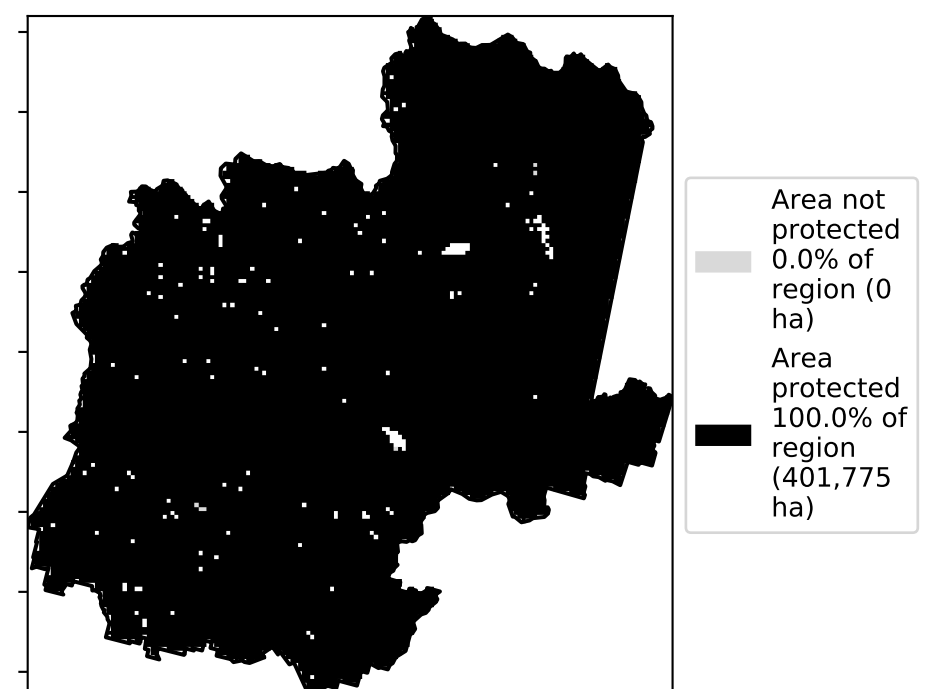 Area not
protected
0.0% of
region (0
ha)
Area
protected
100.0% of
region
(401,775
ha)